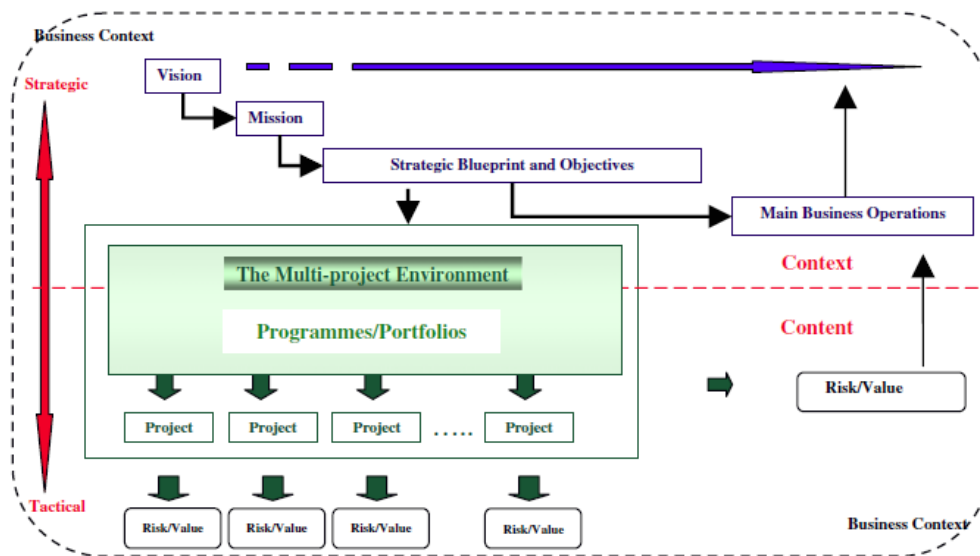 Business Context
Vision
Strategic
Mission
Strategic Blueprint and Objectives
Main Business Operations
The Multi-project Environment
Context
Programmes/Portfolios
Content
Risk/Value
Project
Project
Project
.....
Project
Tactical
Risk/Value
Risk/Value
Risk/Value
Risk/Value
Business Context